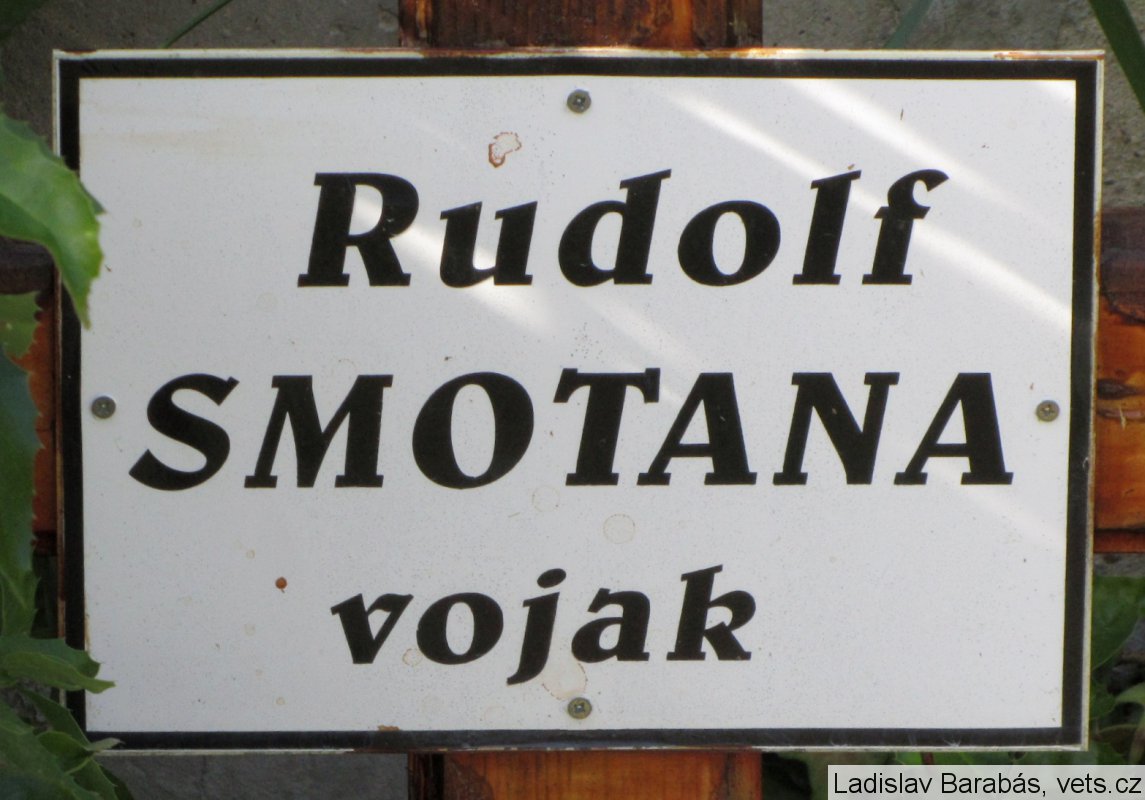 Rudolf
SMOTANA
vojak
Ladislav Barabás, vets.cz